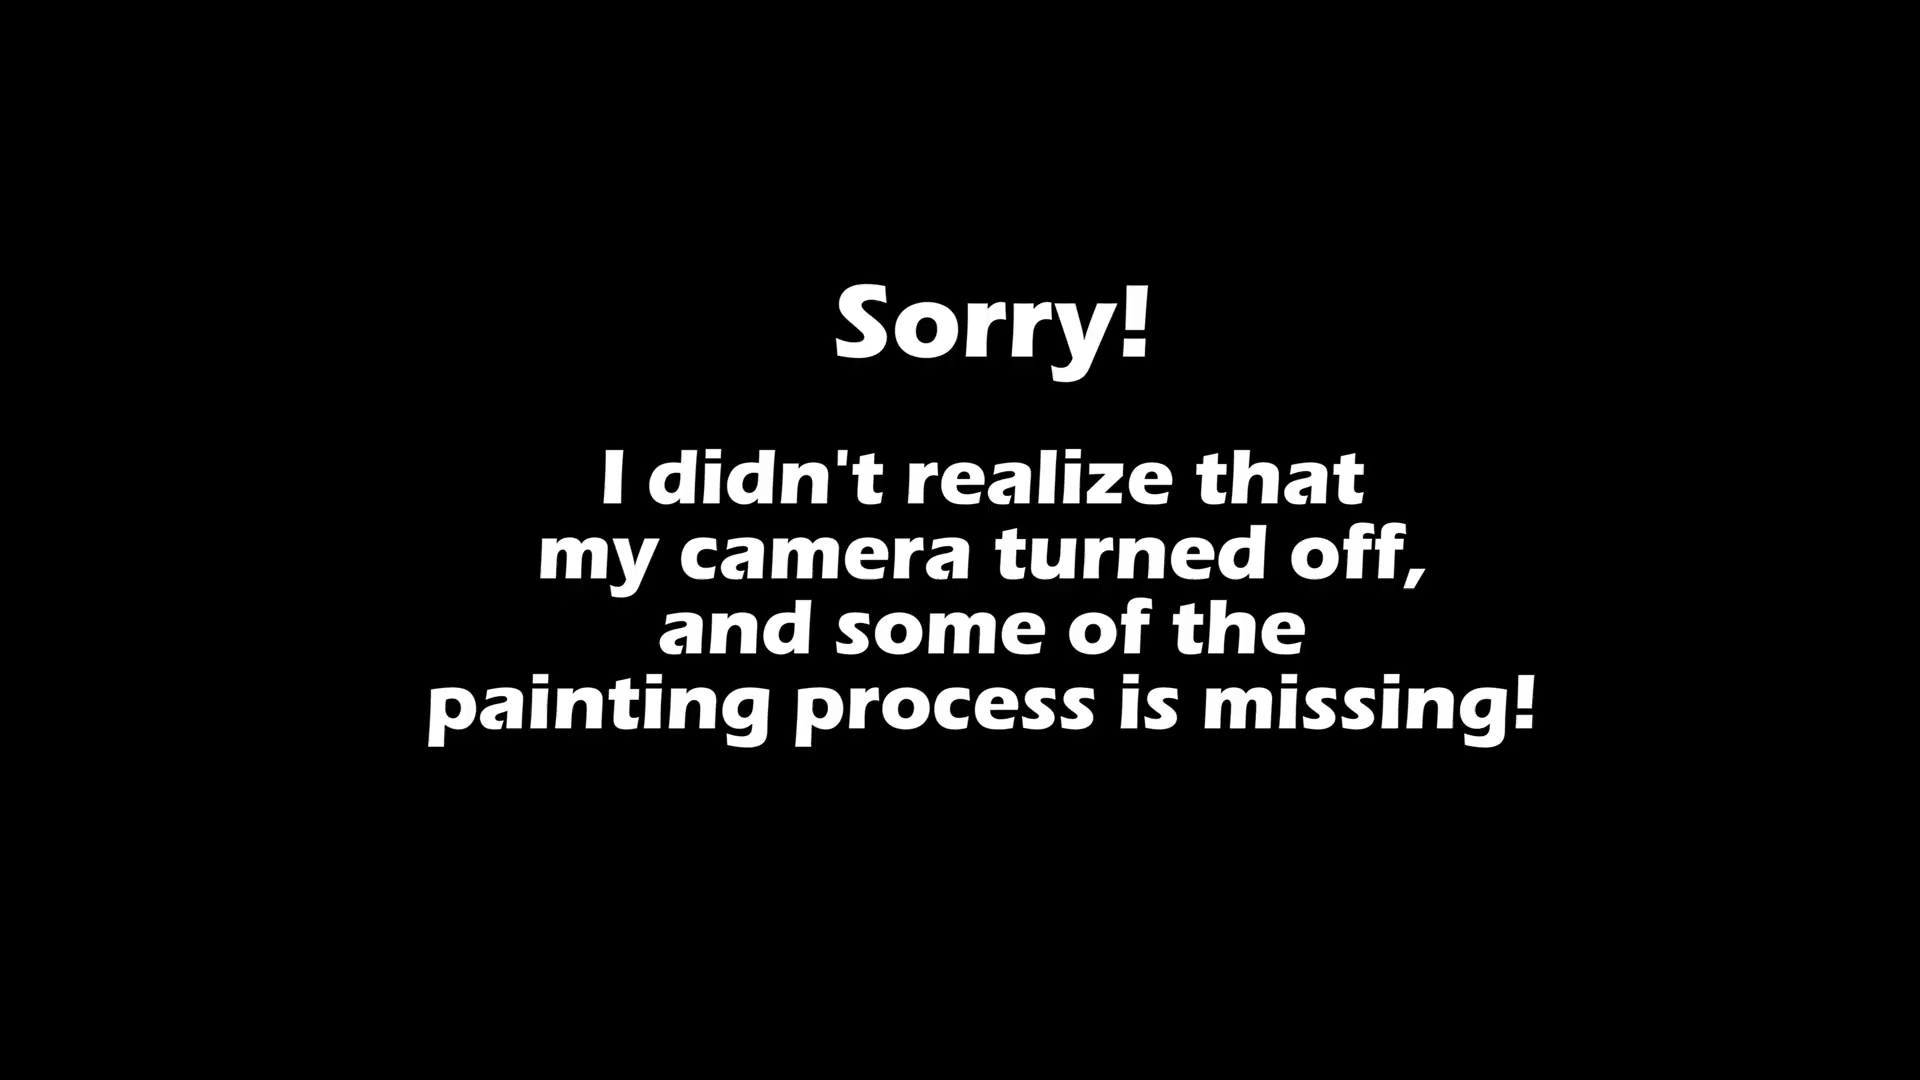 Sorry!
I didn't realize that
my camera turned off,
and some of the
painting process is missing!